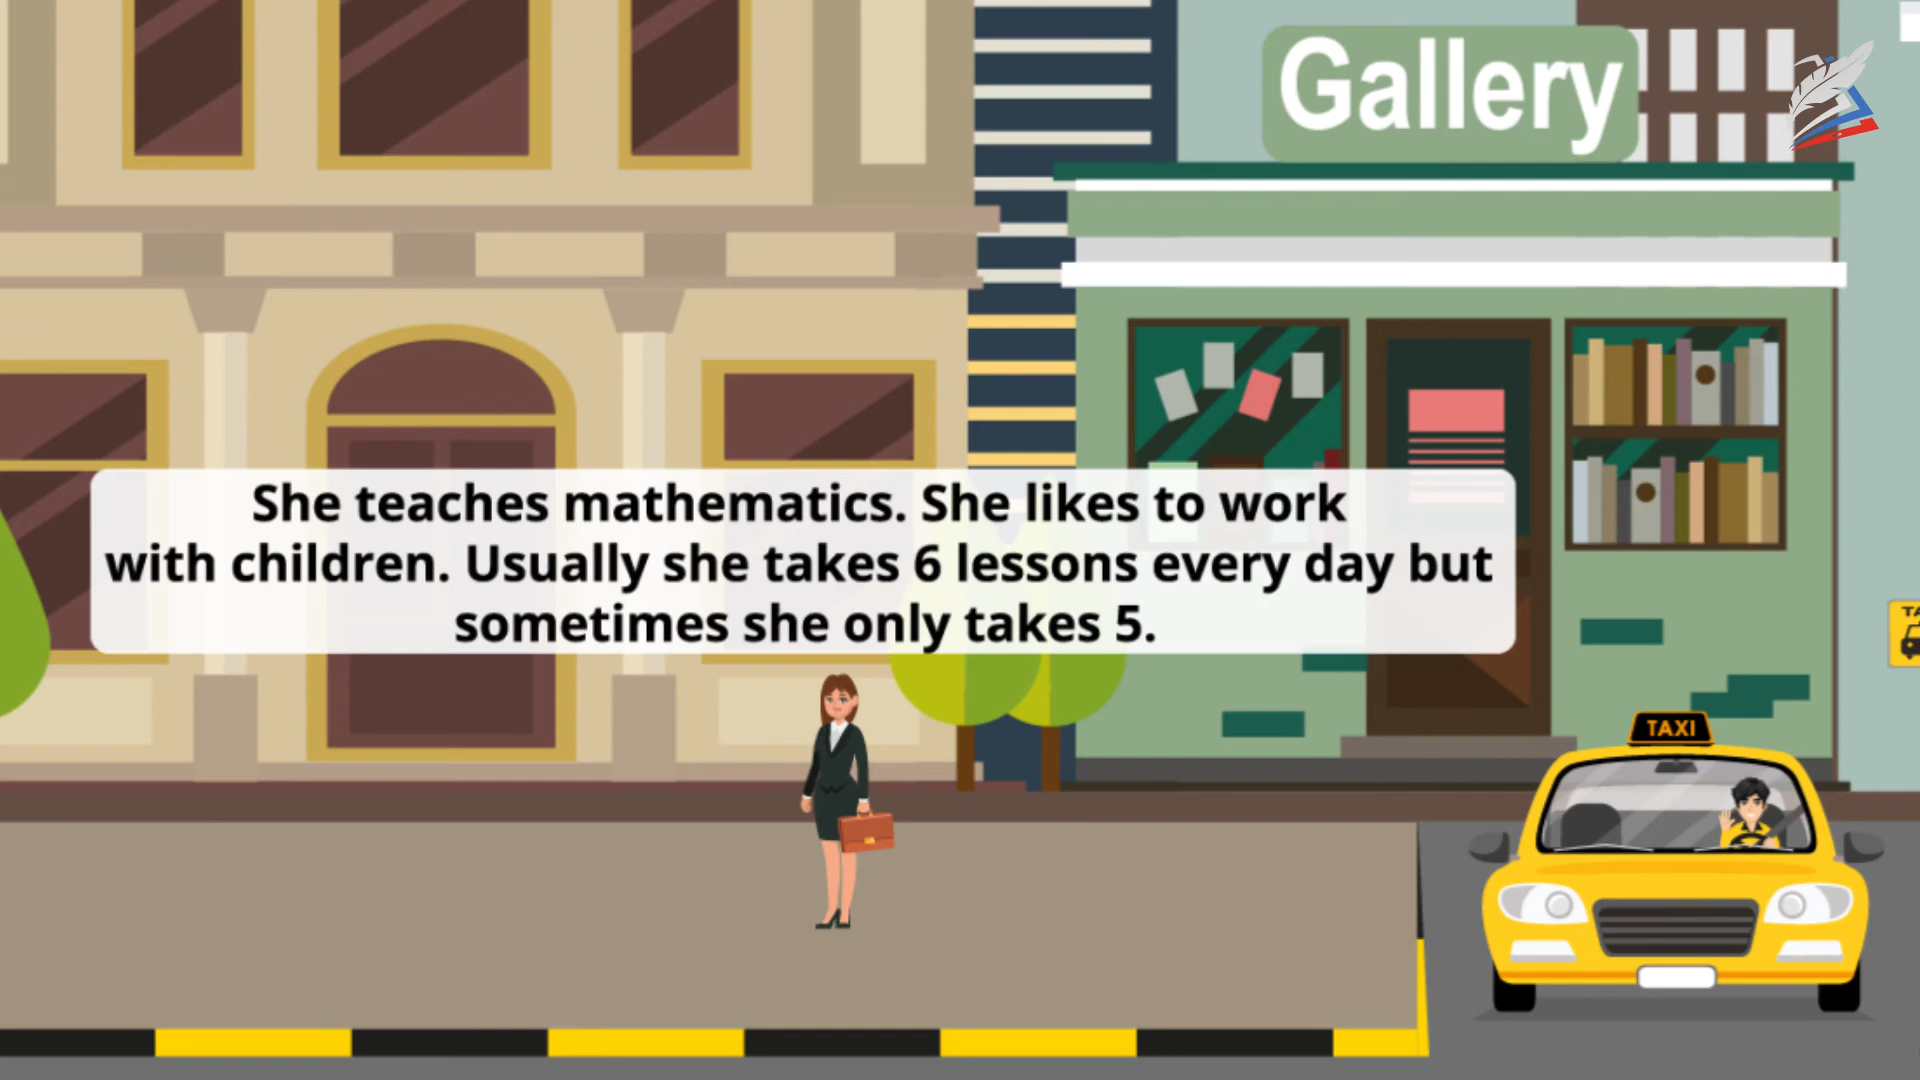 Gallery
She teaches mathematics. She likes to work
with children. Usually she takes 6 lessons every day but
sometimes she only takes 5.
TAXI